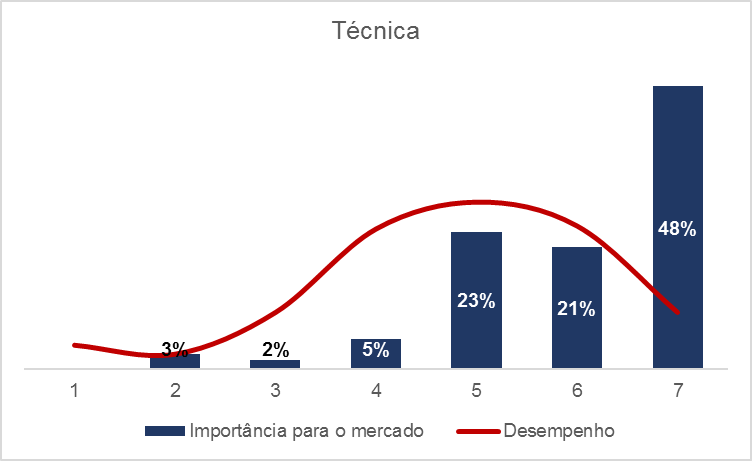 Técnica
48%
23%
21%
3%
2%
5%
1 2 3 4 5 6 7
Importância para o mercado Desempenho